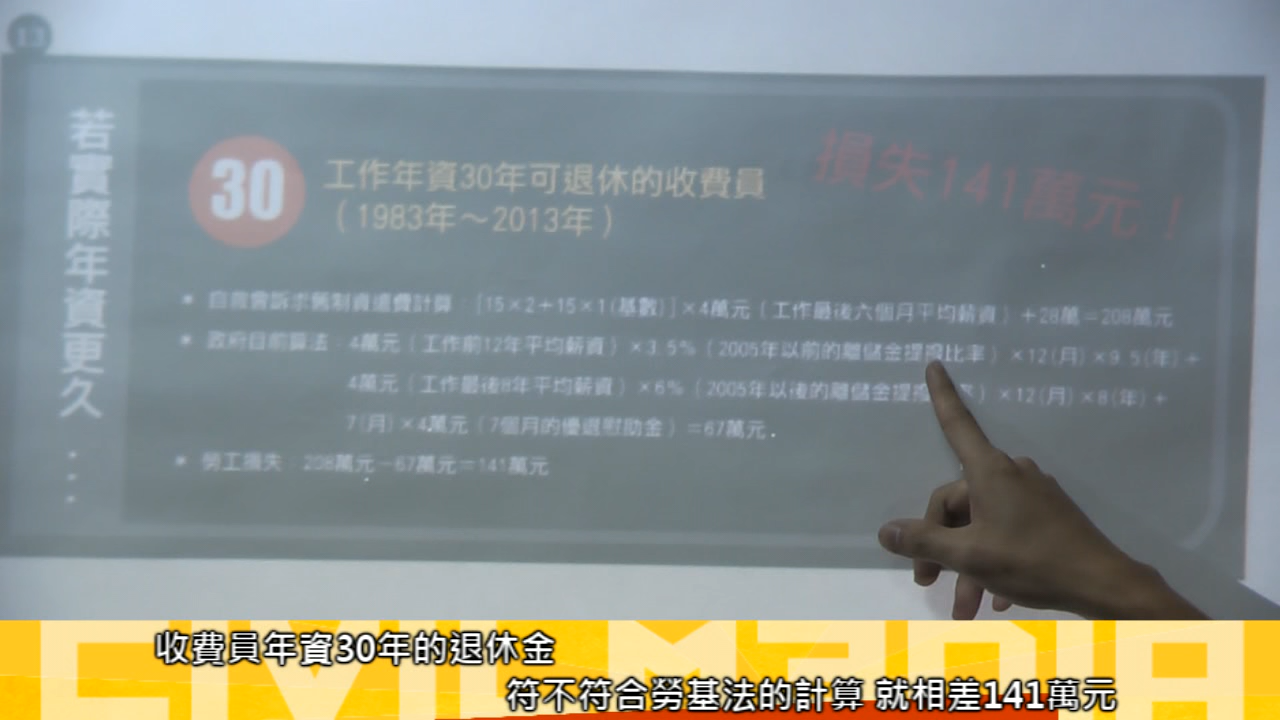 13
若實際年資更久...
30
工作年資30年可退休的收費員
（1983年～2013年）
損失141萬元！
• 自救會訴求舊制資遣費計算：[15×2+15×1(基數)]×4萬元（工作最後六個月平均薪資）+28萬=208萬元
• 政府目前算法：4萬元（工作前12年平均薪資）×3.5%（2005年以前的離儲金提撥比率）×12(月)×9.5(年)+
4萬元（工作最後8年平均薪資）×6%（2005年以後的離儲金提撥）×12(月)×8(年)+
7(月)×4萬元（7個月的優退慰助金）=67萬元.
• 勞工損失：208萬元-67萬元=141萬元
收費員年資30年的退休金
符不符合勞基法的計算 就相差141萬元